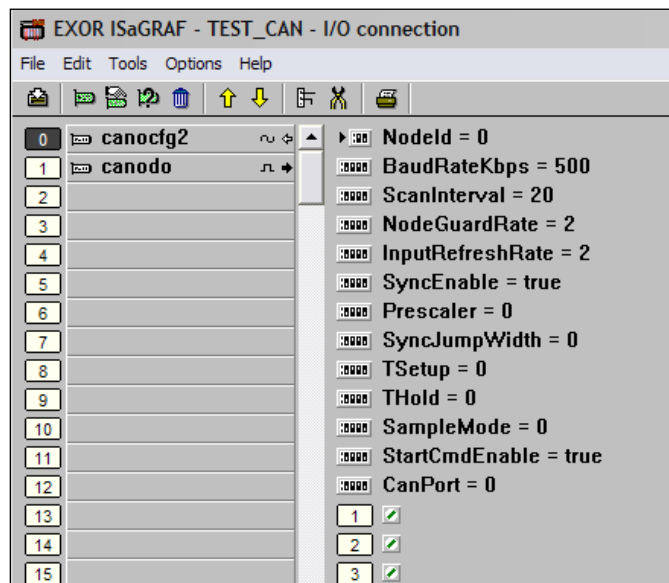 EXOR ISaGRAF - TEST_CAN - I/O connection
File Edit Tools Options Help
0 canocfg2
1 canodo
2
3
4
5
6
7
8
9
10
11
12
13
14
15
NodeId = 0
BaudRateKbps = 500
ScanInterval = 20
NodeGuardRate = 2
InputRefreshRate = 2
SyncEnable = true
Prescaler = 0
SyncJumpWidth = 0
TSetup = 0
THold = 0
SampleMode = 0
StartCmdEnable = true
CanPort = 0
1
2
3